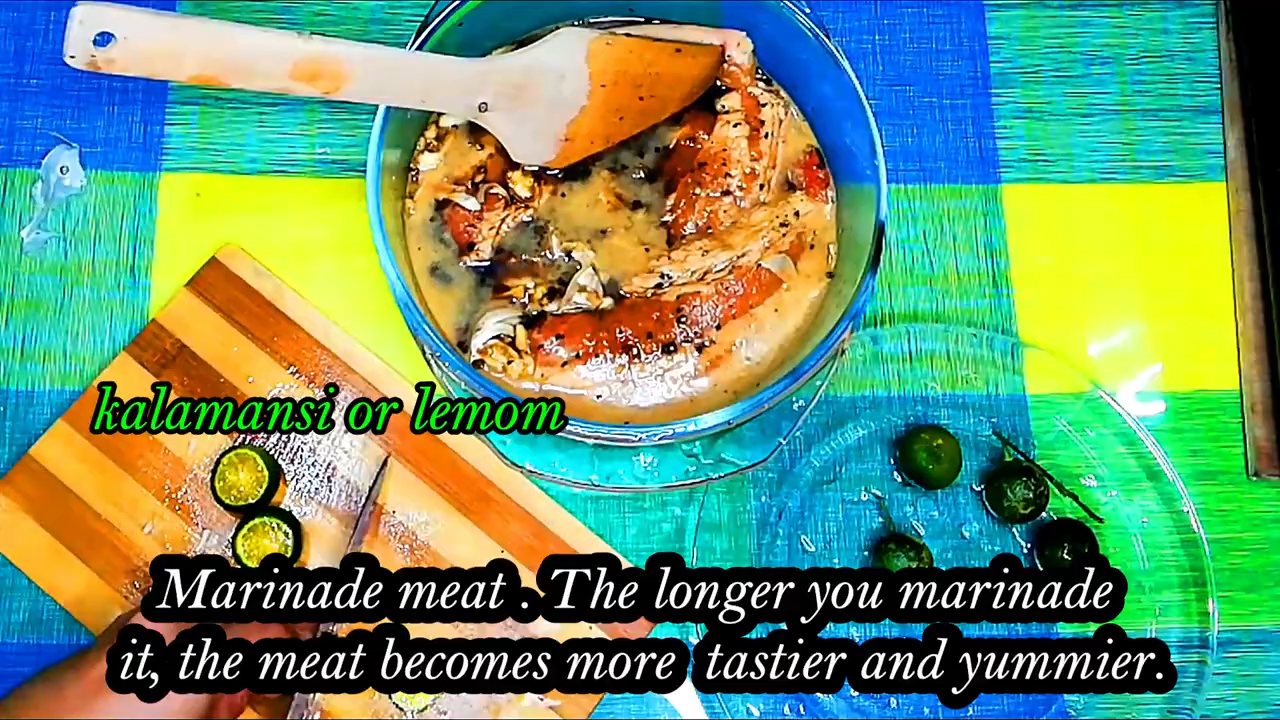 kalamansi or lemom
Marinade meat . The longer you marinade
it, the meat becomes more tastier and yummier.